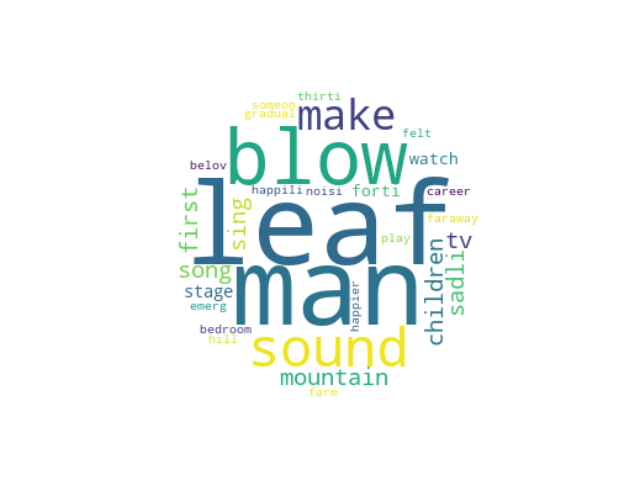 thirti
someon
gradual
make
felt
blow
watch
belov
happili
noisi
forti
career
leaf
first
sing
faraway
play
tv
man
song
children
sadli
stage
happier
emerg
bedroom
hill
sound
mountain
farm